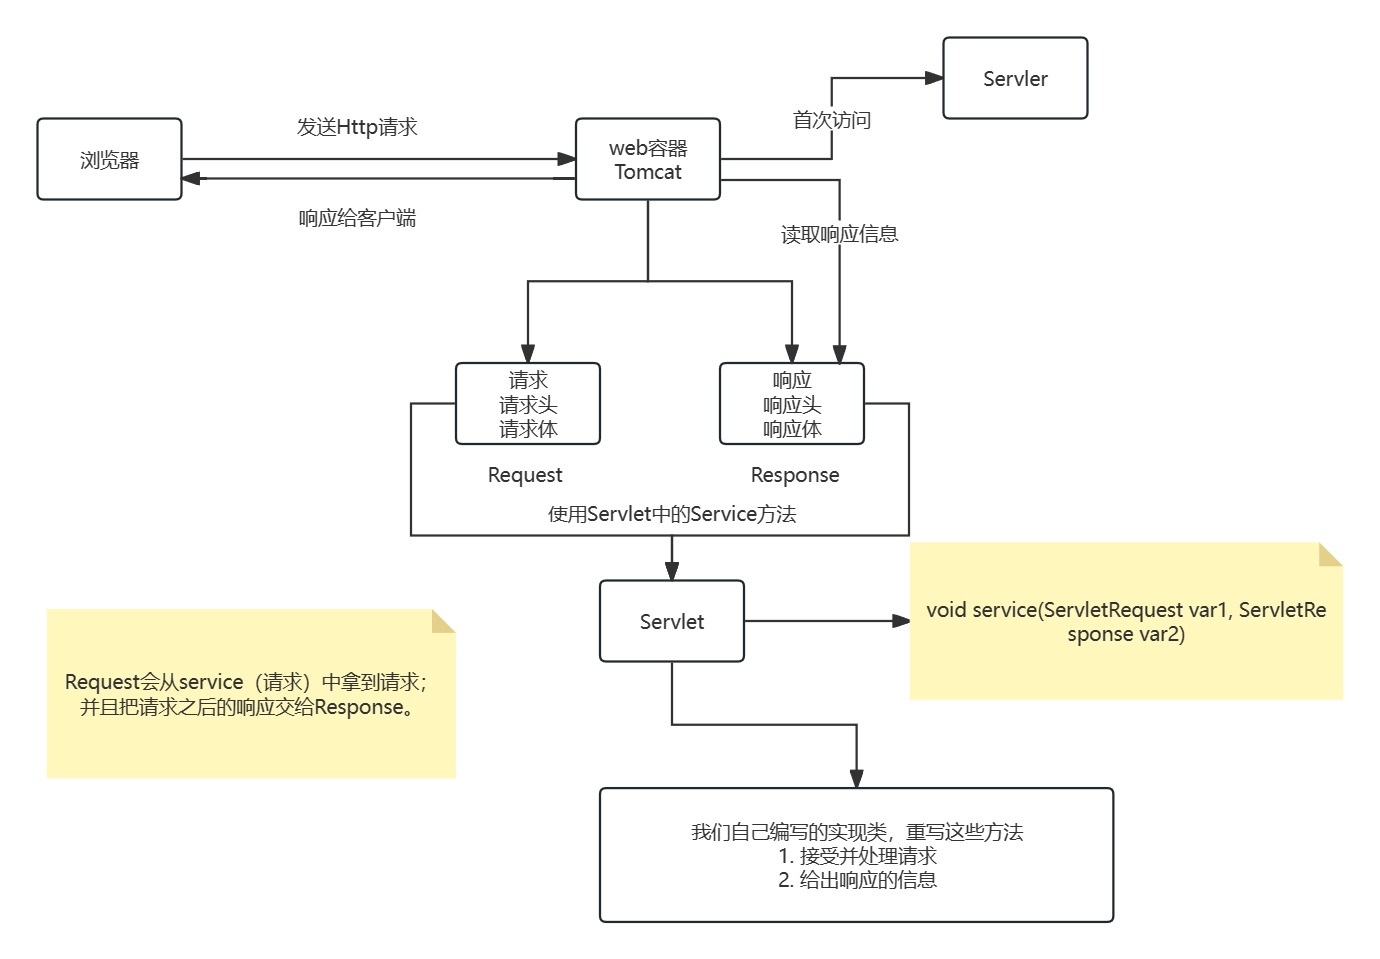 Servler
发送Http请求
首次访问
浏览器
web容器
Tomcat
响应给客户端
读取响应信息
请求
请求头
请求体
响应
响应头
响应体
Request
Response
使用Servlet中的Service方法
Servlet
void service(ServletRequest var1, ServletRe
sponse var2)
Request会从service（请求）中拿到请求；
并且把请求之后的响应交给Response。
我们自己编写的实现类，重写这些方法
1. 接受并处理请求
2. 给出响应的信息